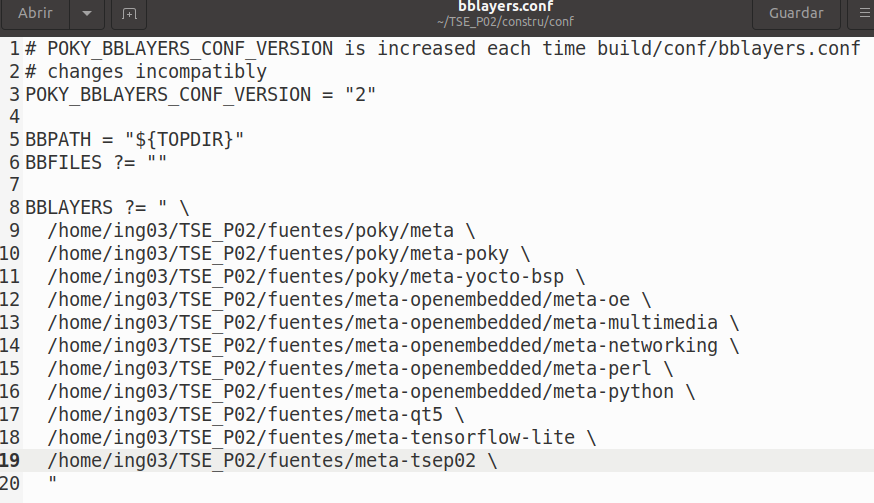 Abrir
bblayers.conf
~/TSE_P02/constru/conf
Guardar
1 # POKY_BBLAYERS_CONF_VERSION is increased each time build/conf/bblayers.conf
2 # changes incompatibly
3 POKY_BBLAYERS_CONF_VERSION = "2"
4
5 BBPATH = "${TOPDIR}"
6 BBFILES ?= ""
7
8 BBLAYERS ?= " \
9   /home/ing03/TSE_P02/fuentes/poky/meta \
10   /home/ing03/TSE_P02/fuentes/poky/meta-poky \
11   /home/ing03/TSE_P02/fuentes/poky/meta-yocto-bsp \
12   /home/ing03/TSE_P02/fuentes/meta-openembedded/meta-oe \
13   /home/ing03/TSE_P02/fuentes/meta-openembedded/meta-multimedia \
14   /home/ing03/TSE_P02/fuentes/meta-openembedded/meta-networking \
15   /home/ing03/TSE_P02/fuentes/meta-openembedded/meta-perl \
16   /home/ing03/TSE_P02/fuentes/meta-openembedded/meta-python \
17   /home/ing03/TSE_P02/fuentes/meta-qt5 \
18   /home/ing03/TSE_P02/fuentes/meta-tensorflow-lite \
19   /home/ing03/TSE_P02/fuentes/meta-tsep02 \
20   "